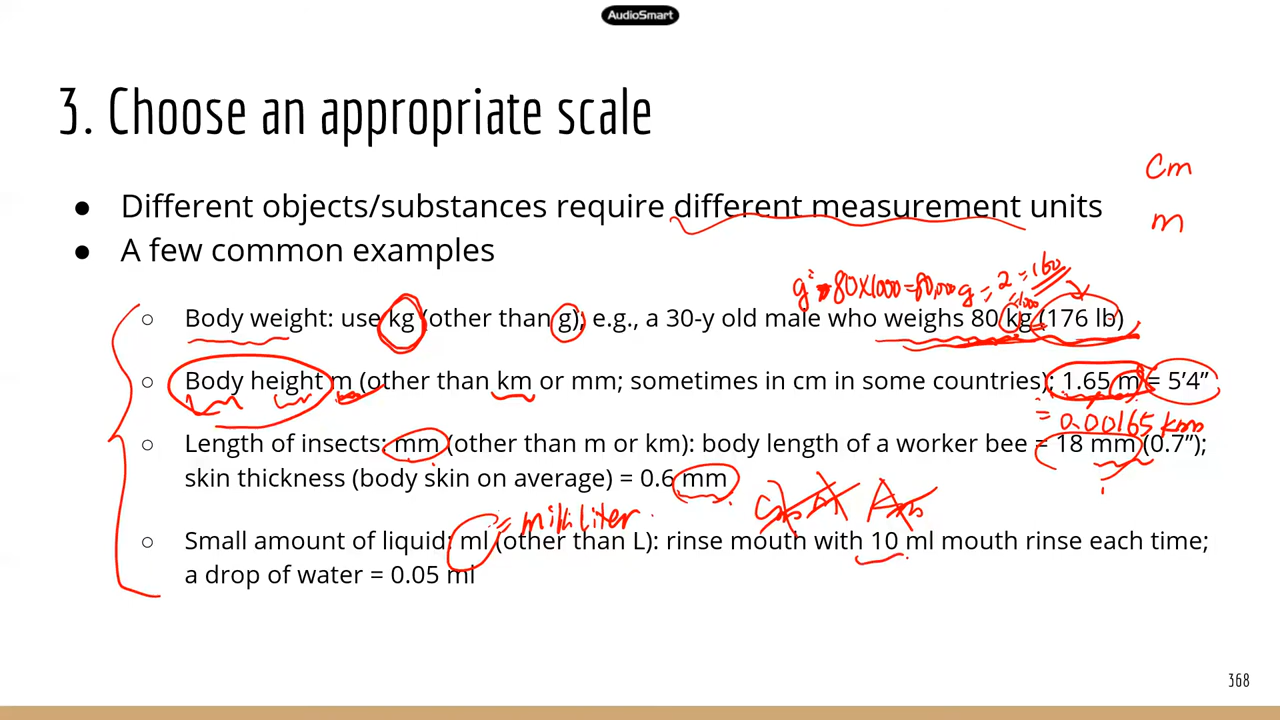 AudioSmart
3. Choose an appropriate scale
cm
● Different objects/substances require different measurement units
m
● A few common examples
80x1000=80,000g = 2 = 160
○ Body weight: use kg (other than g); e.g., a 30-y old male who weighs 80 kg (176 lb)
○ Body height m (other than km or mm; sometimes in cm in some countries): 1.65 m = 5’4”
= 0.00165 km
○ Length of insects: mm (other than m or km): body length of a worker bee = 18 mm (0.7”);
skin thickness (body skin on average) = 0.6 mm
= milliliter
○ Small amount of liquid: ml (other than L): rinse mouth with 10 ml mouth rinse each time;
a drop of water = 0.05 ml
368